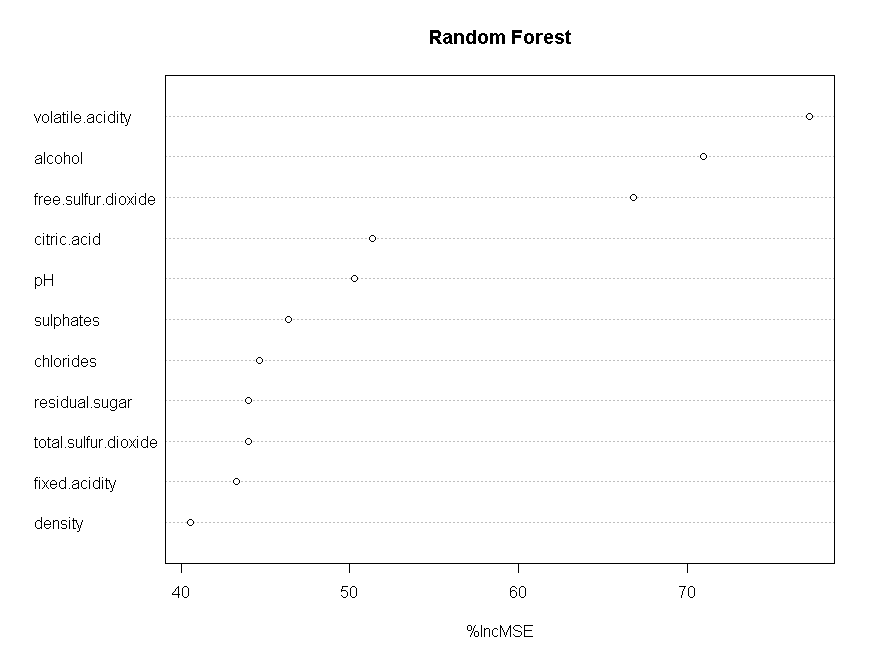 Random Forest
volatile.acidity
alcohol
free.sulfur.dioxide
citric.acid
pH
sulphates
chlorides
residual.sugar
total.sulfur.dioxide
fixed.acidity
density
40 50 60 70
%IncMSE